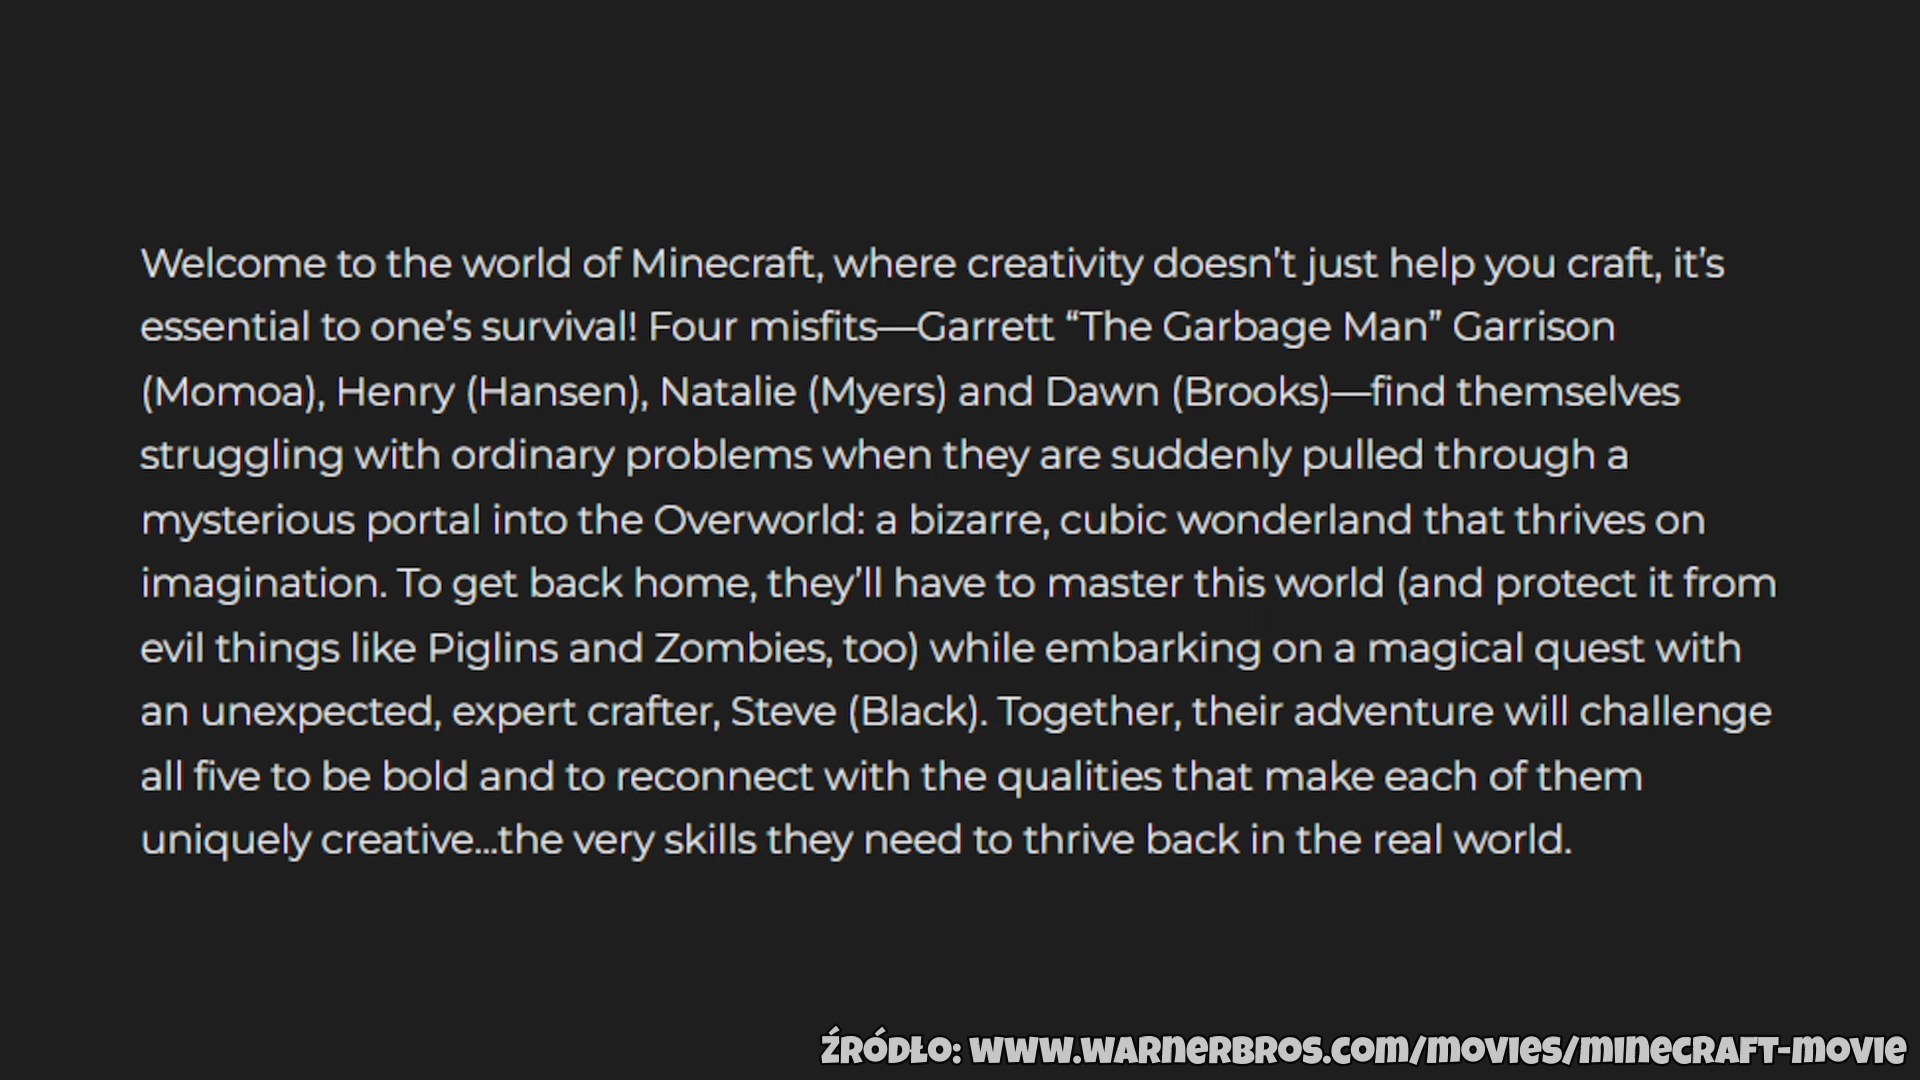 Welcome to the world of Minecraft, where creativity doesn't just help you craft, it’s
essential to one’s survival! Four misfits—Garrett “The Garbage Man” Garrison
(Momoa), Henry (Hansen), Natalie (Myers) and Dawn (Brooks)—find themselves
struggling with ordinary problems when they are suddenly pulled through a
mysterious portal into the Overworld: a bizarre, cubic wonderland that thrives on
imagination. To get back home, they’ll have to master this world (and protect it from
evil things like Piglins and Zombies, too) while embarking on a magical quest with
an unexpected, expert crafter, Steve (Black). Together, their adventure will challenge
all five to be bold and to reconnect with the qualities that make each of them
uniquely creative...the very skills they need to thrive back in the real world.
ŹRÓDŁO: WWW.WARNERBROS.COM/MOVIES/MINECRAFT-MOVIE